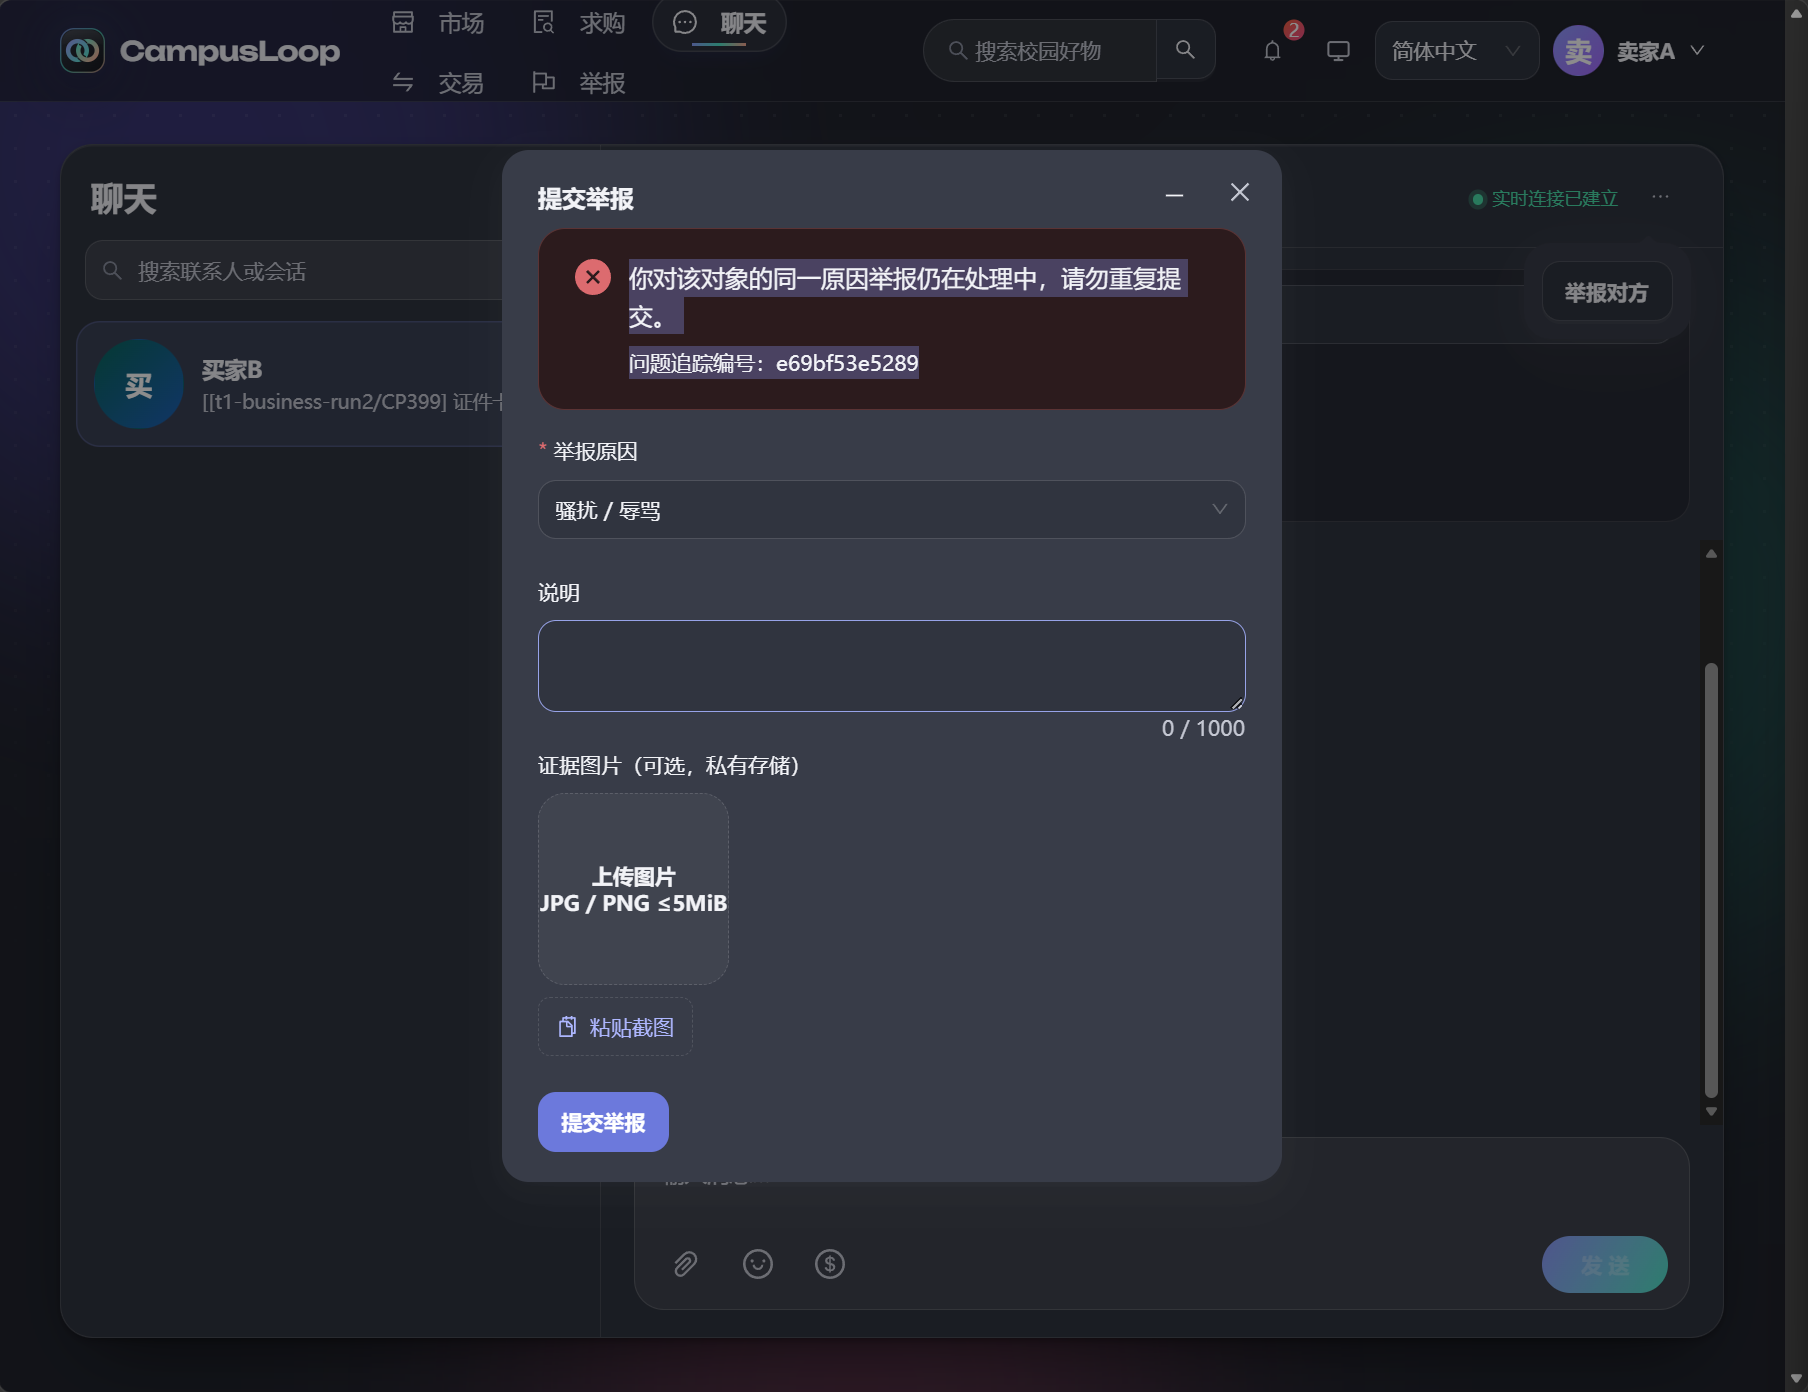 CampusLoop
市场
求购
聊天
交易
举报
搜索校园好物
2
简体中文
卖
卖家A
聊天
搜索联系人或会话
买
买家B
[[t1-business-run2/CP399] 证件卡
实时连接已建立
举报对方
提交举报
你对该对象的同一原因举报仍在处理中，请勿重复提
交。
问题追踪编号：e69bf53e5289
* 举报原因
骚扰 / 辱骂
说明
0 / 1000
证据图片（可选，私有存储）
上传图片
JPG / PNG ≤5MiB
粘贴截图
提交举报
发 送